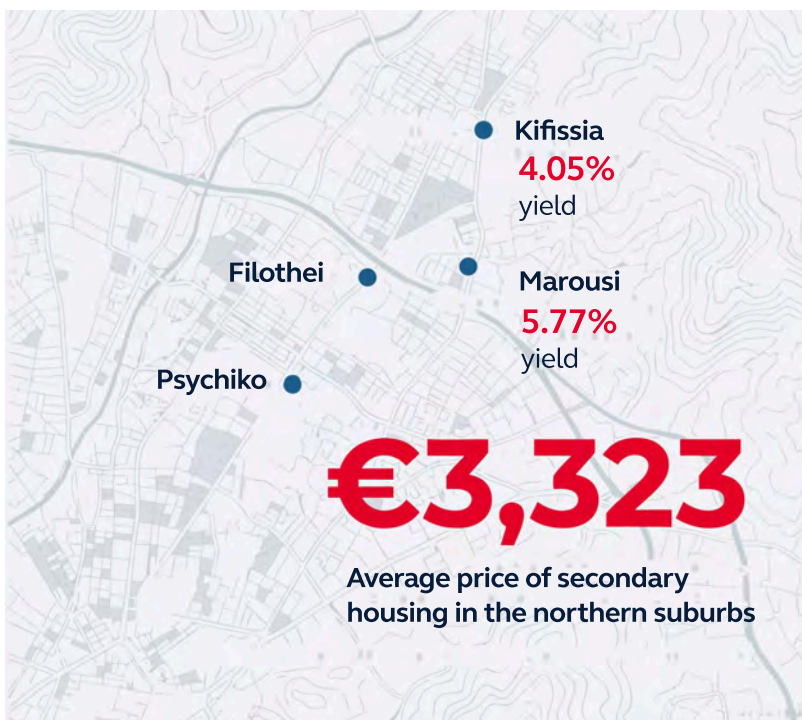 Kifissia
4.05%
yield
Filothei
Marousi
5.77%
yield
Psychiko
€3,323
Average price of secondary
housing in the northern suburbs